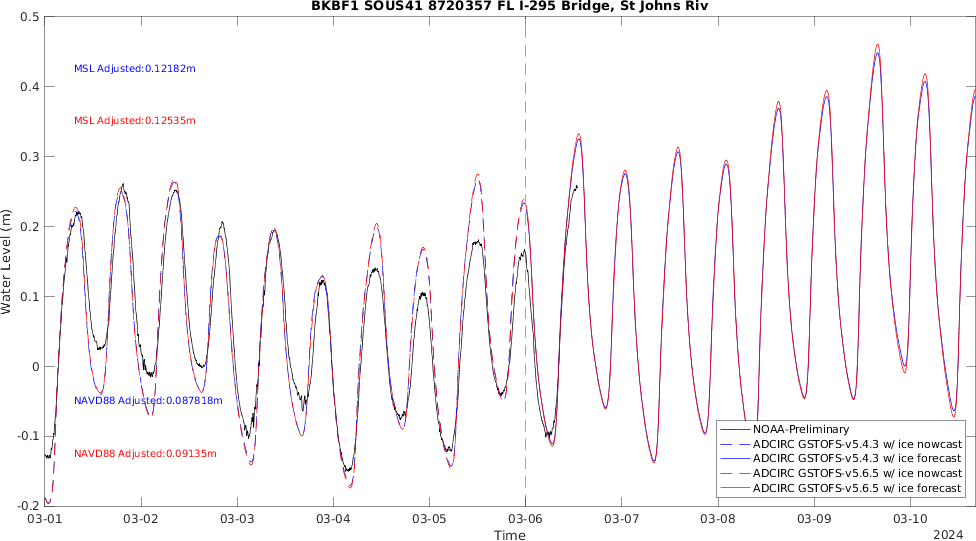 BKBF1 SOUS41 8720357 FL I-295 Bridge, St Johns Riv
0.5
0.4
0.3
0.2
0.1
0
-0.1
-0.2
Water Level (m)
MSL Adjusted:0.12182m
MSL Adjusted:0.12535m
NAVD88 Adjusted:0.087818m
NAVD88 Adjusted:0.09135m
NOAA-Preliminary
ADCIRC GSTOFS-v5.4.3 w/ ice nowcast
ADCIRC GSTOFS-v5.4.3 w/ ice forecast
ADCIRC GSTOFS-v5.6.5 w/ ice nowcast
ADCIRC GSTOFS-v5.6.5 w/ ice forecast
03-01 03-02 03-03 03-04 03-05 03-06 03-07 03-08 03-09 03-10
Time
2024